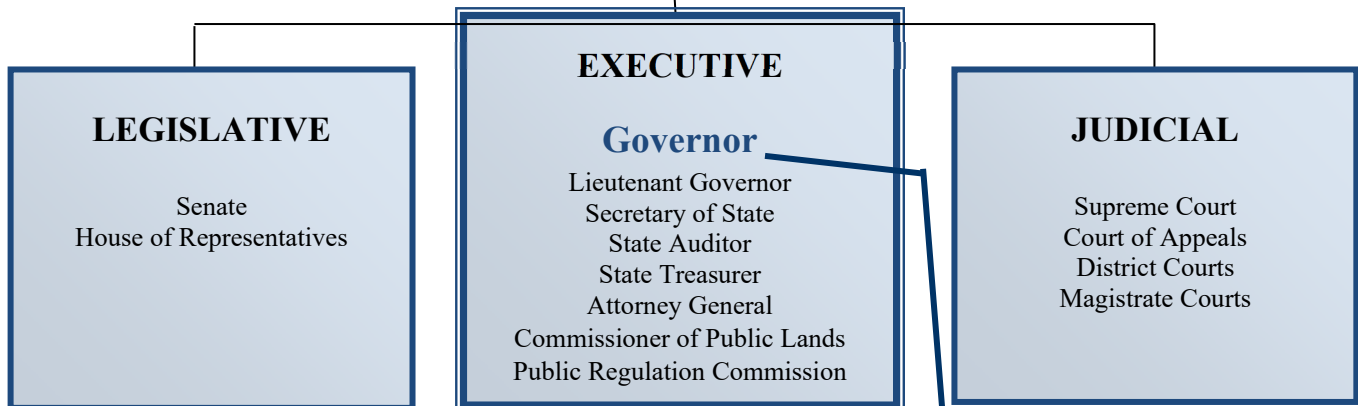 LEGISLATIVE
Senate
House of Representatives
EXECUTIVE
Governor
Lieutenant Governor
Secretary of State
State Auditor
State Treasurer
Attorney General
Commissioner of Public Lands
Public Regulation Commission
JUDICIAL
Supreme Court
Court of Appeals
District Courts
Magistrate Courts